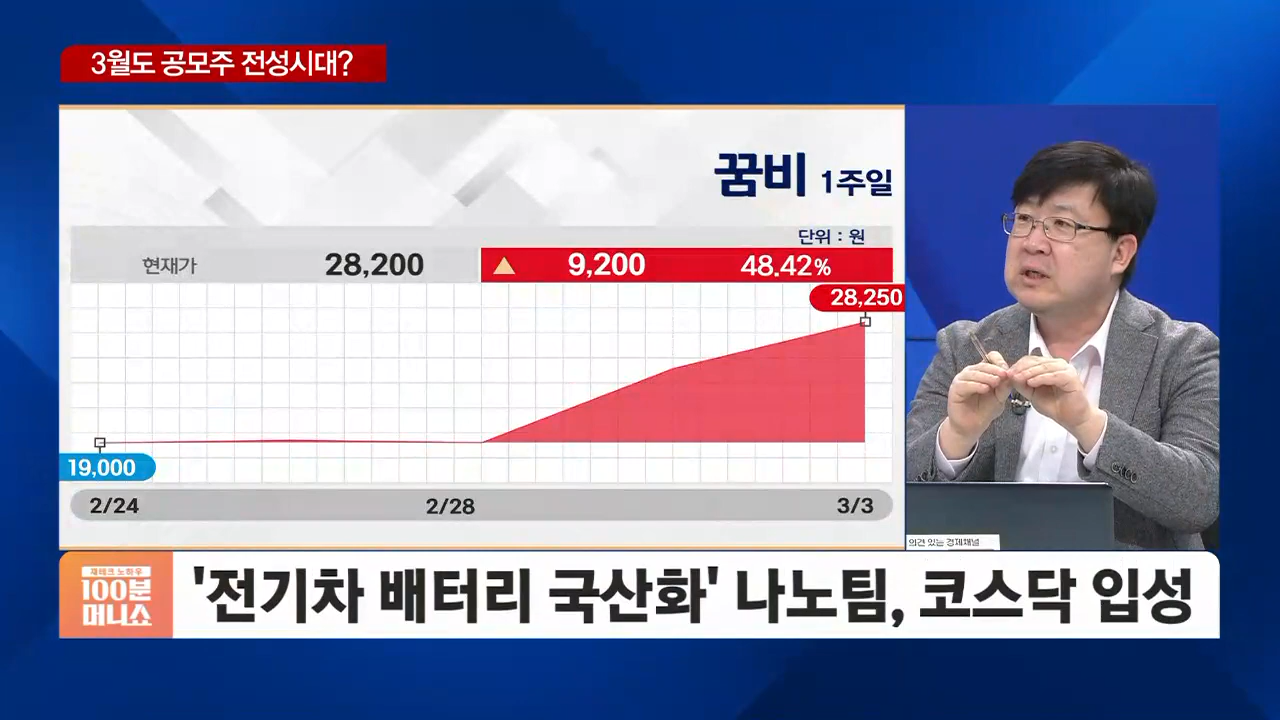 3월도 공모주 전성시대?
꿈비 1주일
단위 : 원
현재가 28,200 ▲ 9,200 48.42%
28,250
19,000
2/24 2/28 3/3
의견 있는 경제채널
재테크 노하우
100분
머니쇼
'전기차 배터리 국산화' 나노팀, 코스닥 입성